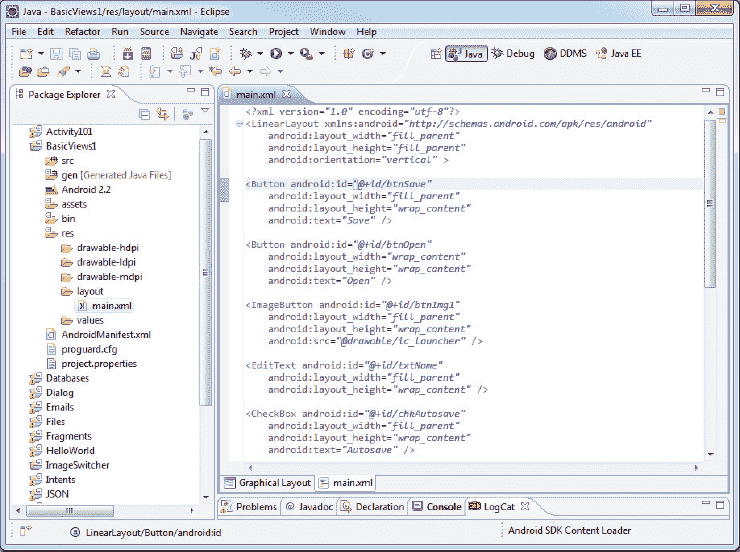 Java - BasicViews1/res/layout/main.xml - Eclipse
File Edit Refactor Run Source Navigate Search Project Window Help
Java Debug DDMS Java EE
Package Explorer
Activity101
BasicViews1
src
gen [Generated Java Files]
Android 2.2
assets
bin
res
drawable-hdpi
drawable-ldpi
drawable-mdpi
layout
main.xml
values
AndroidManifest.xml
proguard.cfg
project.properties
Databases
Dialog
Emails
Files
Fragments
HelloWorld
ImageSwitcher
Intents
JSON
main.xml
<?xml version="1.0" encoding="utf-8"?>
<LinearLayout xmlns:android="http://schemas.android.com/apk/res/android"
android:layout_width="fill_parent"
android:layout_height="fill_parent"
android:orientation="vertical" >
<Button android:id="@+id/btnSave"
android:layout_width="fill_parent"
android:layout_height="wrap_content"
android:text="Save" />
<Button android:id="@+id/btnOpen"
android:layout_width="wrap_content"
android:layout_height="wrap_content"
android:text="Open" />
<ImageButton android:id="@+id/btnImg1"
android:layout_width="fill_parent"
android:layout_height="wrap_content"
android:src="@drawable/ic_launcher" />
<EditText android:id="@+id/txtName"
android:layout_width="fill_parent"
android:layout_height="wrap_content" />
<CheckBox android:id="@+id/chkAutosave"
android:layout_width="fill_parent"
android:layout_height="wrap_content"
android:text="Autosave" />
Graphical Layout main.xml
Problems Javadoc Declaration Console LogCat
LinearLayout/Button/android:id
Android SDK Content Loader